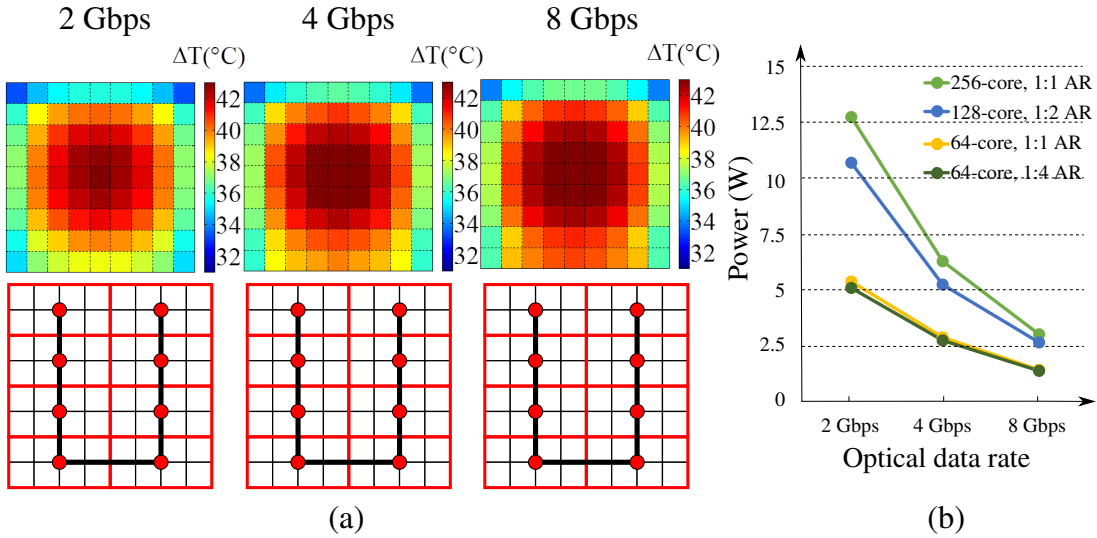 2 Gbps
4 Gbps
8 Gbps
ΔT(°C)
42
40
38
36
34
32
ΔT(°C)
42
40
38
36
34
32
ΔT(°C)
42
40
38
36
34
32
(a)
Power (W)
15
12.5
10
7.5
5
2.5
0
256-core, 1:1 AR
128-core, 1:2 AR
64-core, 1:1 AR
64-core, 1:4 AR
2 Gbps
4 Gbps
8 Gbps
Optical data rate
(b)